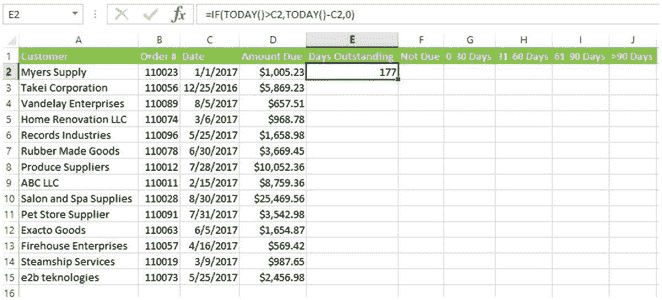 E2 fx =IF(TODAY()>C2,TODAY()-C2,0)
A B C D E F G H I J
1 Customer Order # Date Amount Due Days Outstanding Not Due 0-30 Days 31-60 Days 61-90 Days >90 Days
2 Myers Supply 110023 1/1/2017 $1,005.23 177
3 Takei Corporation 110056 12/25/2016 $5,869.23
4 Vandelay Enterprises 110089 8/5/2017 $657.51
5 Home Renovation LLC 110074 3/6/2017 $968.78
6 Records Industries 110096 5/25/2017 $1,658.98
7 Rubber Made Goods 110078 6/30/2017 $3,669.45
8 Produce Suppliers 110012 7/28/2017 $10,052.36
9 ABC LLC 110011 2/15/2017 $8,759.36
10 Salon and Spa Supplies 110028 8/30/2017 $25,469.56
11 Pet Store Supplier 110091 7/31/2017 $3,542.98
12 Exacto Goods 110063 6/5/2017 $1,654.87
13 Firehouse Enterprises 110057 4/16/2017 $569.42
14 Steamship Services 110019 3/9/2017 $987.65
15 e2b teknologies 110073 5/25/2017 $2,456.98
16